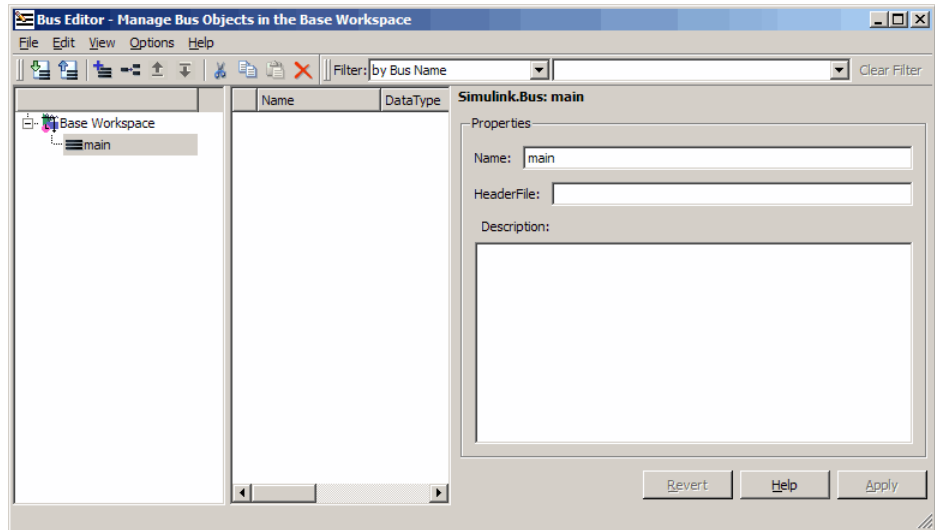 Bus Editor - Manage Bus Objects in the Base Workspace
File Edit View Options Help
Filter: by Bus Name Clear Filter
Name DataType
Base Workspace
main
Simulink.Bus: main
Properties
Name: main
HeaderFile:
Description:
Revert Help Apply